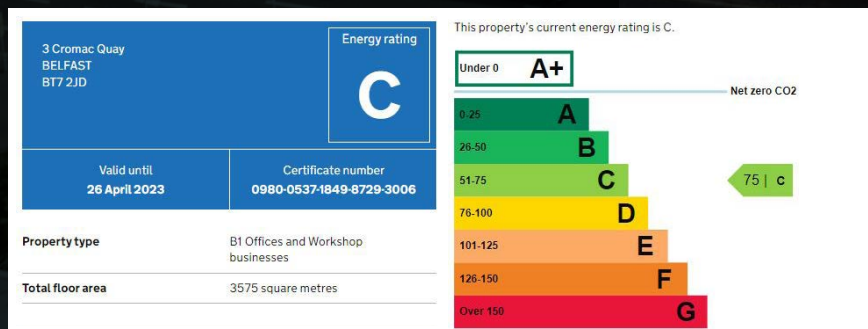 3 Cromac Quay
BELFAST
BT7 2JD
Energy rating
C
Valid until
26 April 2023
Certificate number
0980-0537-1849-8729-3006
Property type
B1 Offices and Workshop
businesses
Total floor area
3575 square metres
This property's current energy rating is C.
Under 0 A+
Net zero CO2
0-25 A
26-50 B
51-75 C
75 | C
76-100 D
101-125 E
126-150 F
Over 150 G